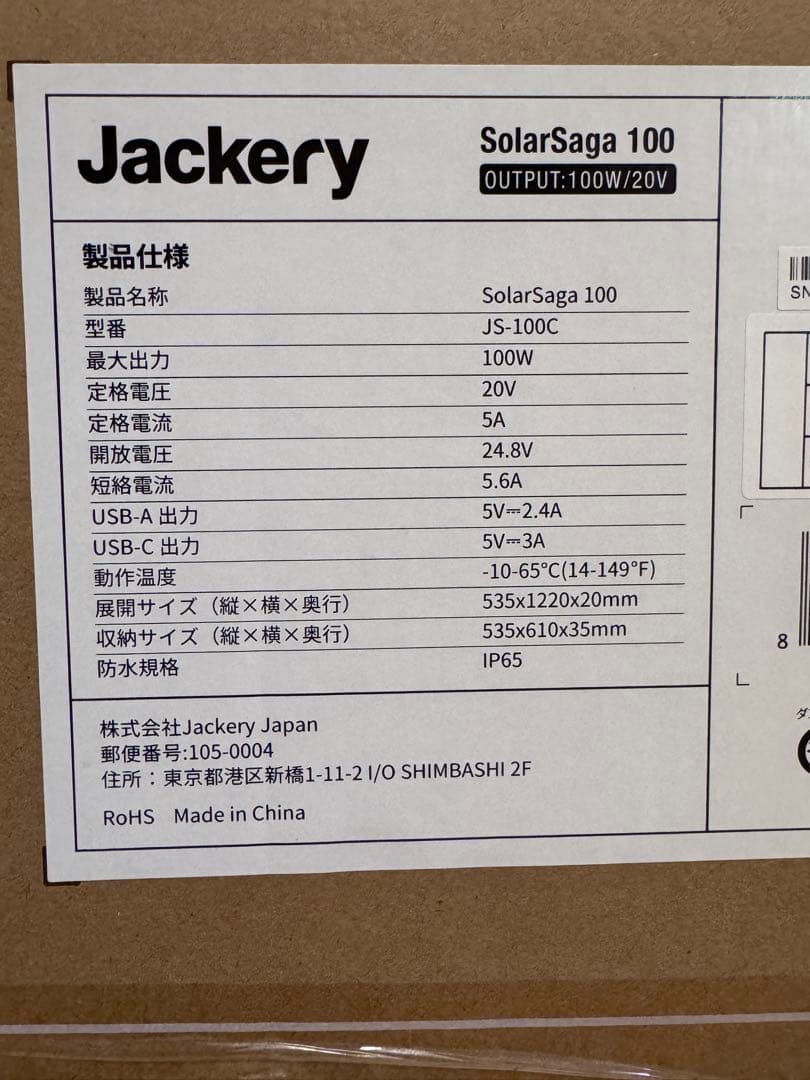 Jackery
SolarSaga 100
OUTPUT:100W/20V
製品仕様
製品名称 SolarSaga 100
型番 JS-100C
最大出力 100W
定格電圧 20V
定格電流 5A
開放電圧 24.8V
短絡電流 5.6A
USB-A 出力 5V⎓2.4A
USB-C 出力 5V⎓3A
動作温度 -10-65℃(14-149°F)
展開サイズ（縦×横×奥行） 535x1220x20mm
収納サイズ（縦×横×奥行） 535x610x35mm
防水規格 IP65
株式会社Jackery Japan
郵便番号:105-0004
住所：東京都港区新橋1-11-2 I/O SHIMBASHI 2F
RoHS Made in China
SN
8